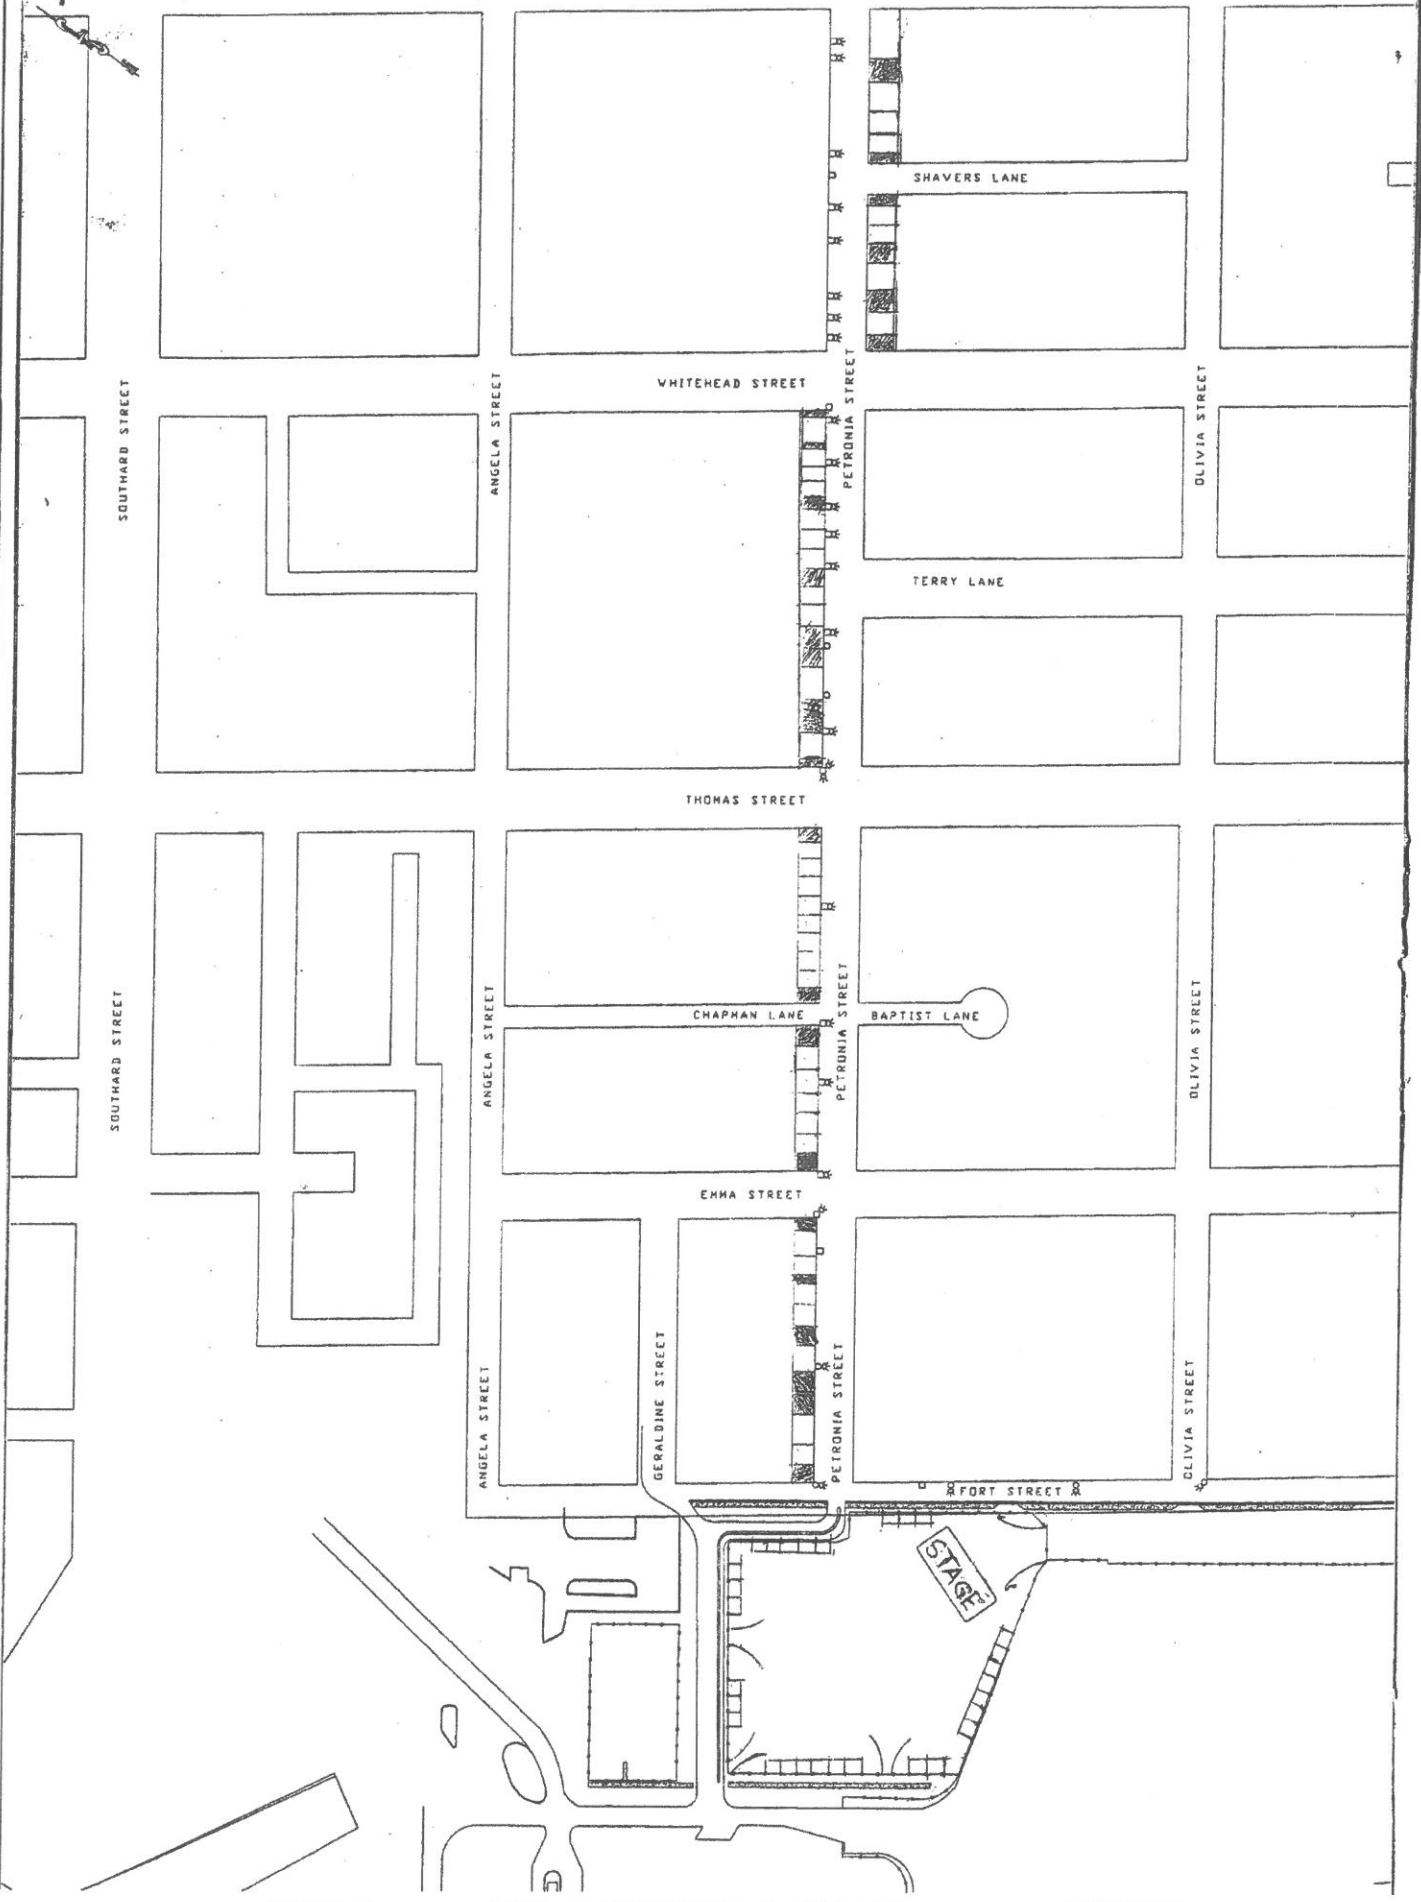 SHAVERS LANE
WHITEHEAD STREET
SOUTHARD STREET
ANGELA STREET
PETRONIA STREET
OLIVIA STREET
TERRY LANE
THOMAS STREET
CHAPMAN LANE
BAPTIST LANE
SOUTHARD STREET
ANGELA STREET
PETRONIA STREET
OLIVIA STREET
EMMA STREET
ANGELA STREET
GERALDINE STREET
PETRONIA STREET
OLIVIA STREET
FORT STREET
STAGE